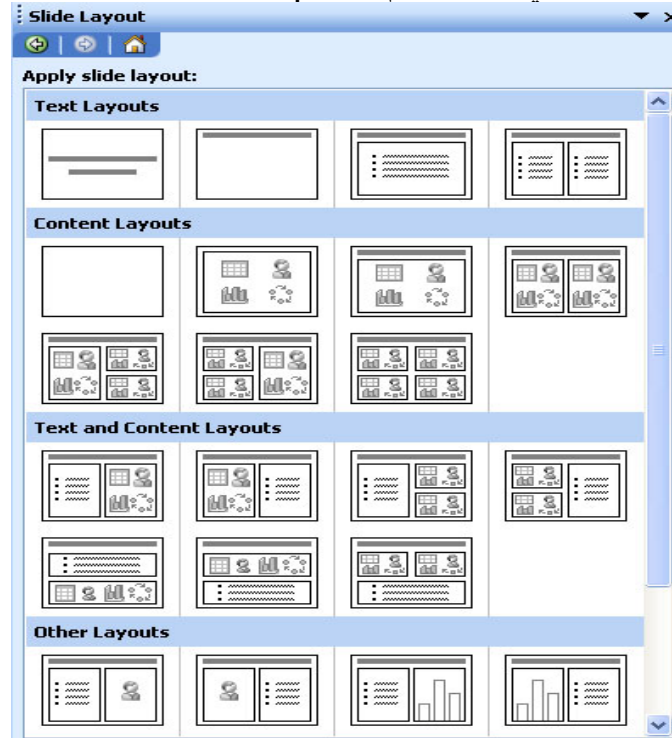 Slide Layout
Apply slide layout:
Text Layouts
Content Layouts
Text and Content Layouts
Other Layouts